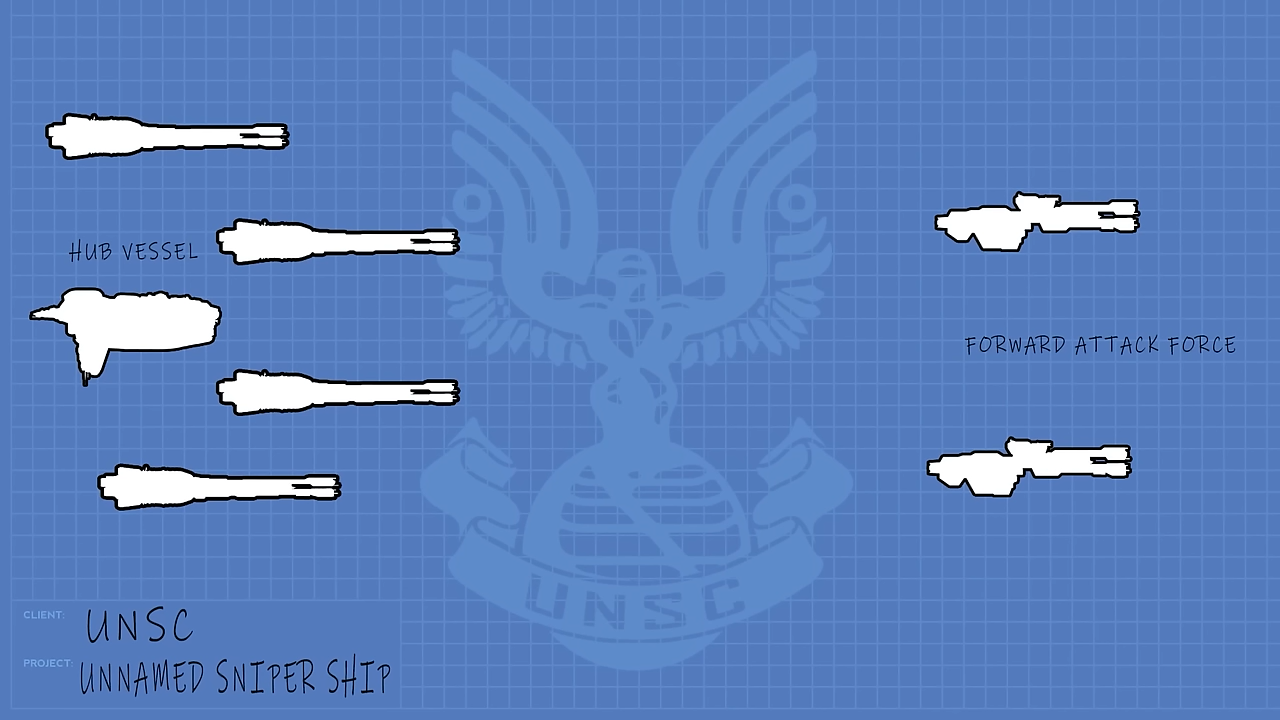 HUB VESSEL
FORWARD ATTACK FORCE
UNSC
CLIENT: UNSC
PROJECT: UNNAMED SNIPER SHIP